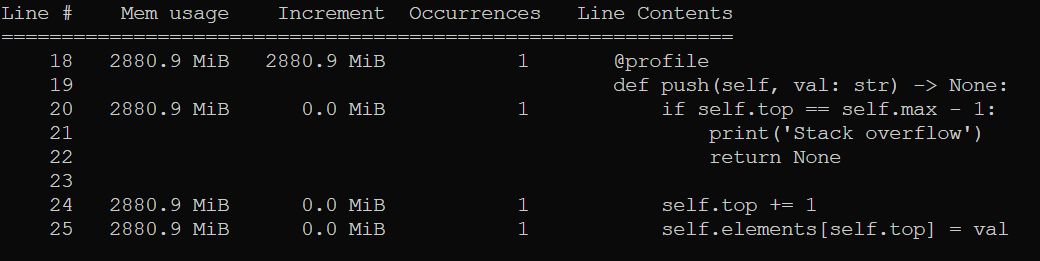 Line #    Mem usage    Increment  Occurrences   Line Contents
=============================================================
    18   2880.9 MiB   2880.9 MiB           1       @profile
    19                                             def push(self, val: str) -> None:
    20   2880.9 MiB      0.0 MiB           1           if self.top == self.max - 1:
    21                                                     print('Stack overflow')
    22                                                     return None
    23
    24   2880.9 MiB      0.0 MiB           1           self.top += 1
    25   2880.9 MiB      0.0 MiB           1           self.elements[self.top] = val